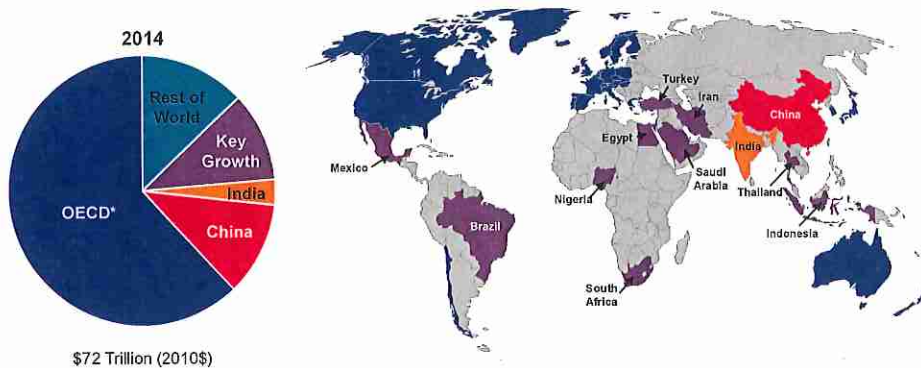 2014
Rest of
World
Key
Growth
India
China
OECD*
$72 Trillion (2010$)
Turkey
Iran
China
Egypt
India
Mexico
Saudi
Arabia
Thailand
Nigeria
Brazil
Indonesia
South
Africa